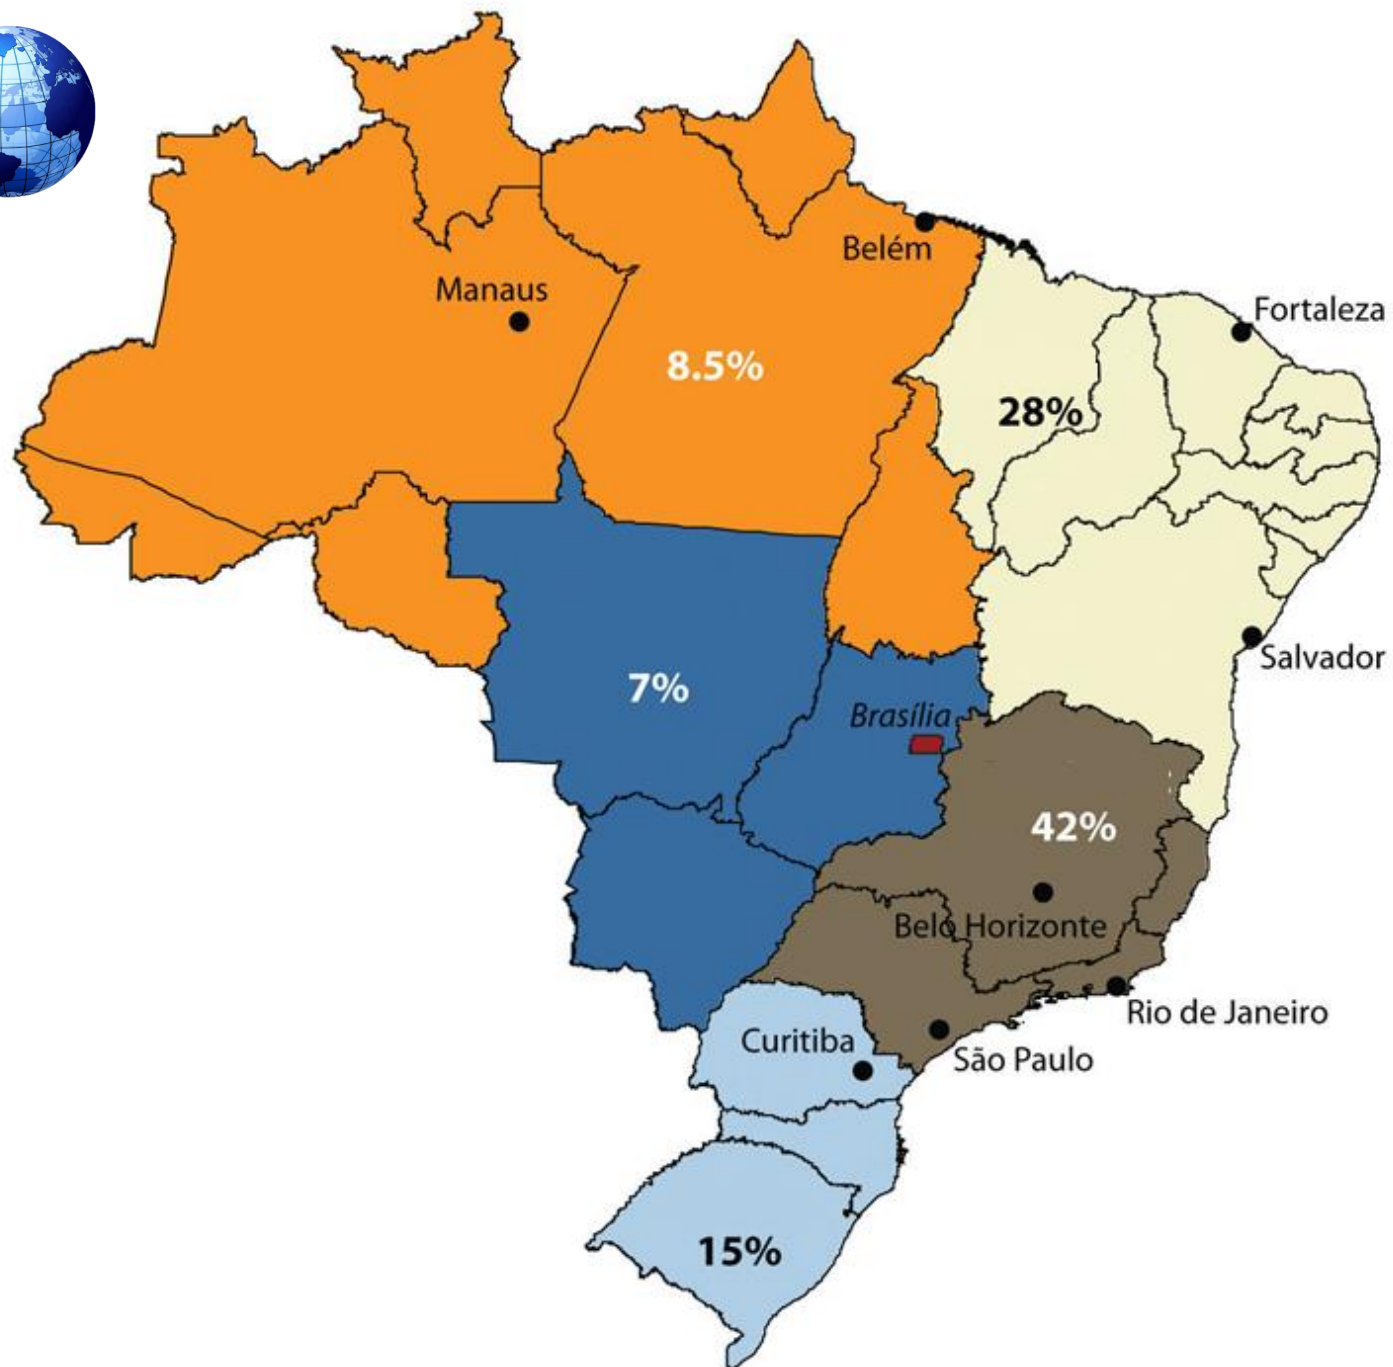 Belém
Manaus
Fortaleza
8.5%
28%
Salvador
7%
Brasília
42%
Belo Horizonte
Rio de Janeiro
Curitiba
São Paulo
15%